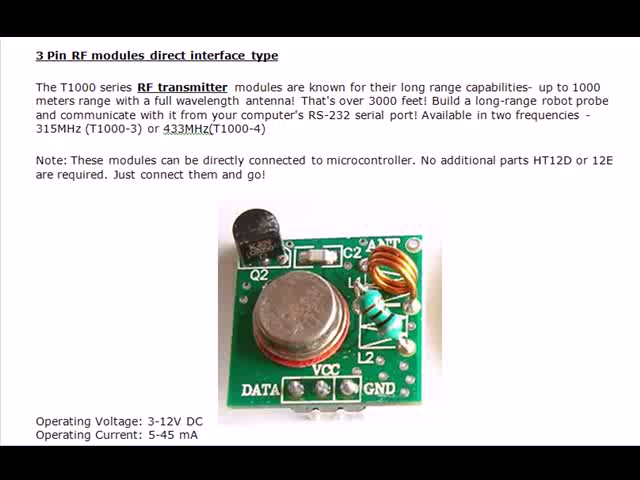 3 Pin RF modules direct interface type
The T1000 series RF transmitter modules are known for their long range capabilities- up to 1000
meters range with a full wavelength antenna! That's over 3000 feet! Build a long-range robot probe
and communicate with it from your computer's RS-232 serial port! Available in two frequencies -
315MHz (T1000-3) or 433MHz(T1000-4)
Note: These modules can be directly connected to microcontroller. No additional parts HT12D or 12E
are required. Just connect them and go!
ANT
C2
Q2
L1
L2
VCC
DATA
GND
Operating Voltage: 3-12V DC
Operating Current: 5-45 mA